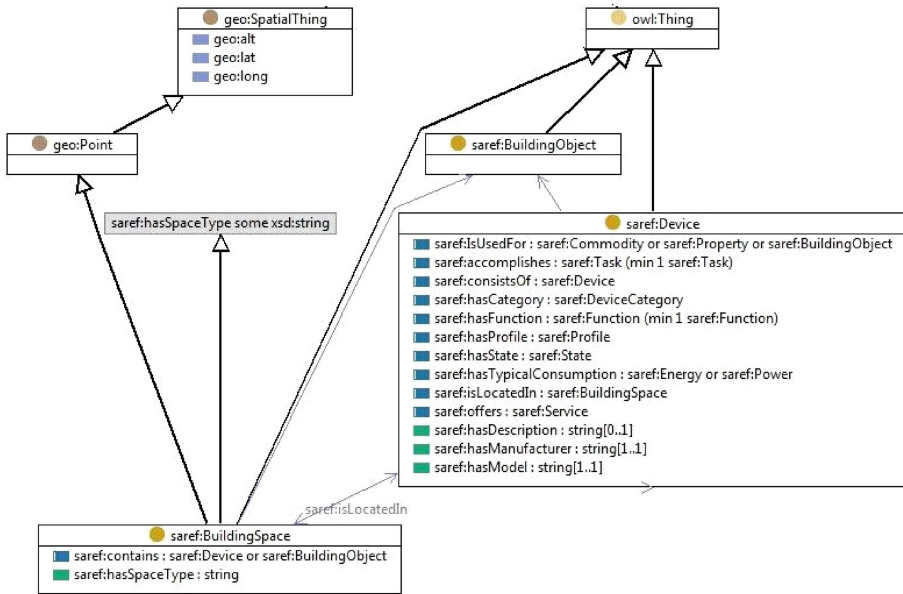 geo:SpatialThing
geo:alt
geo:lat
geo:long
owl:Thing
geo:Point
saref:BuildingObject
saref:hasSpaceType some xsd:string
saref:Device
saref:IsUsedFor : saref:Commodity or saref:Property or saref:BuildingObject
saref:accomplishes : saref:Task (min 1 saref:Task)
saref:consistsOf : saref:Device
saref:hasCategory : saref:DeviceCategory
saref:hasFunction : saref:Function (min 1 saref:Function)
saref:hasProfile : saref:Profile
saref:hasState : saref:State
saref:hasTypicalConsumption : saref:Energy or saref:Power
saref:isLocatedIn : saref:BuildingSpace
saref:offers : saref:Service
saref:hasDescription : string[0..1]
saref:hasManufacturer : string[1..1]
saref:hasModel : string[1..1]
saref:isLocatedIn
saref:BuildingSpace
saref:contains : saref:Device or saref:BuildingObject
saref:hasSpaceType : string